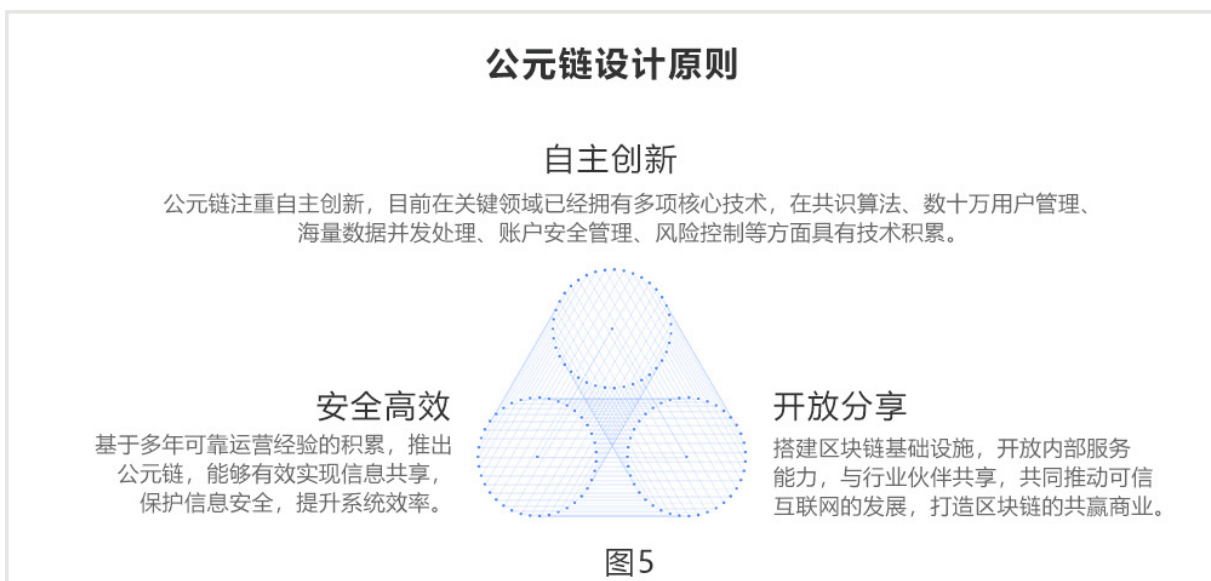 公元链设计原则
自主创新
公元链注重自主创新，目前在关键领域已经拥有多项核心技术，在共识算法、数十万用户管理、
海量数据并发处理、账户安全管理、风险控制等方面具有技术积累。
安全高效
基于多年可靠运营经验的积累，推出
公元链，能够有效实现信息共享，
保护信息安全，提升系统效率。
开放分享
搭建区块链基础设施，开放内部服务
能力，与行业伙伴共享，共同推动可信
互联网的发展，打造区块链的共赢商业。
图5